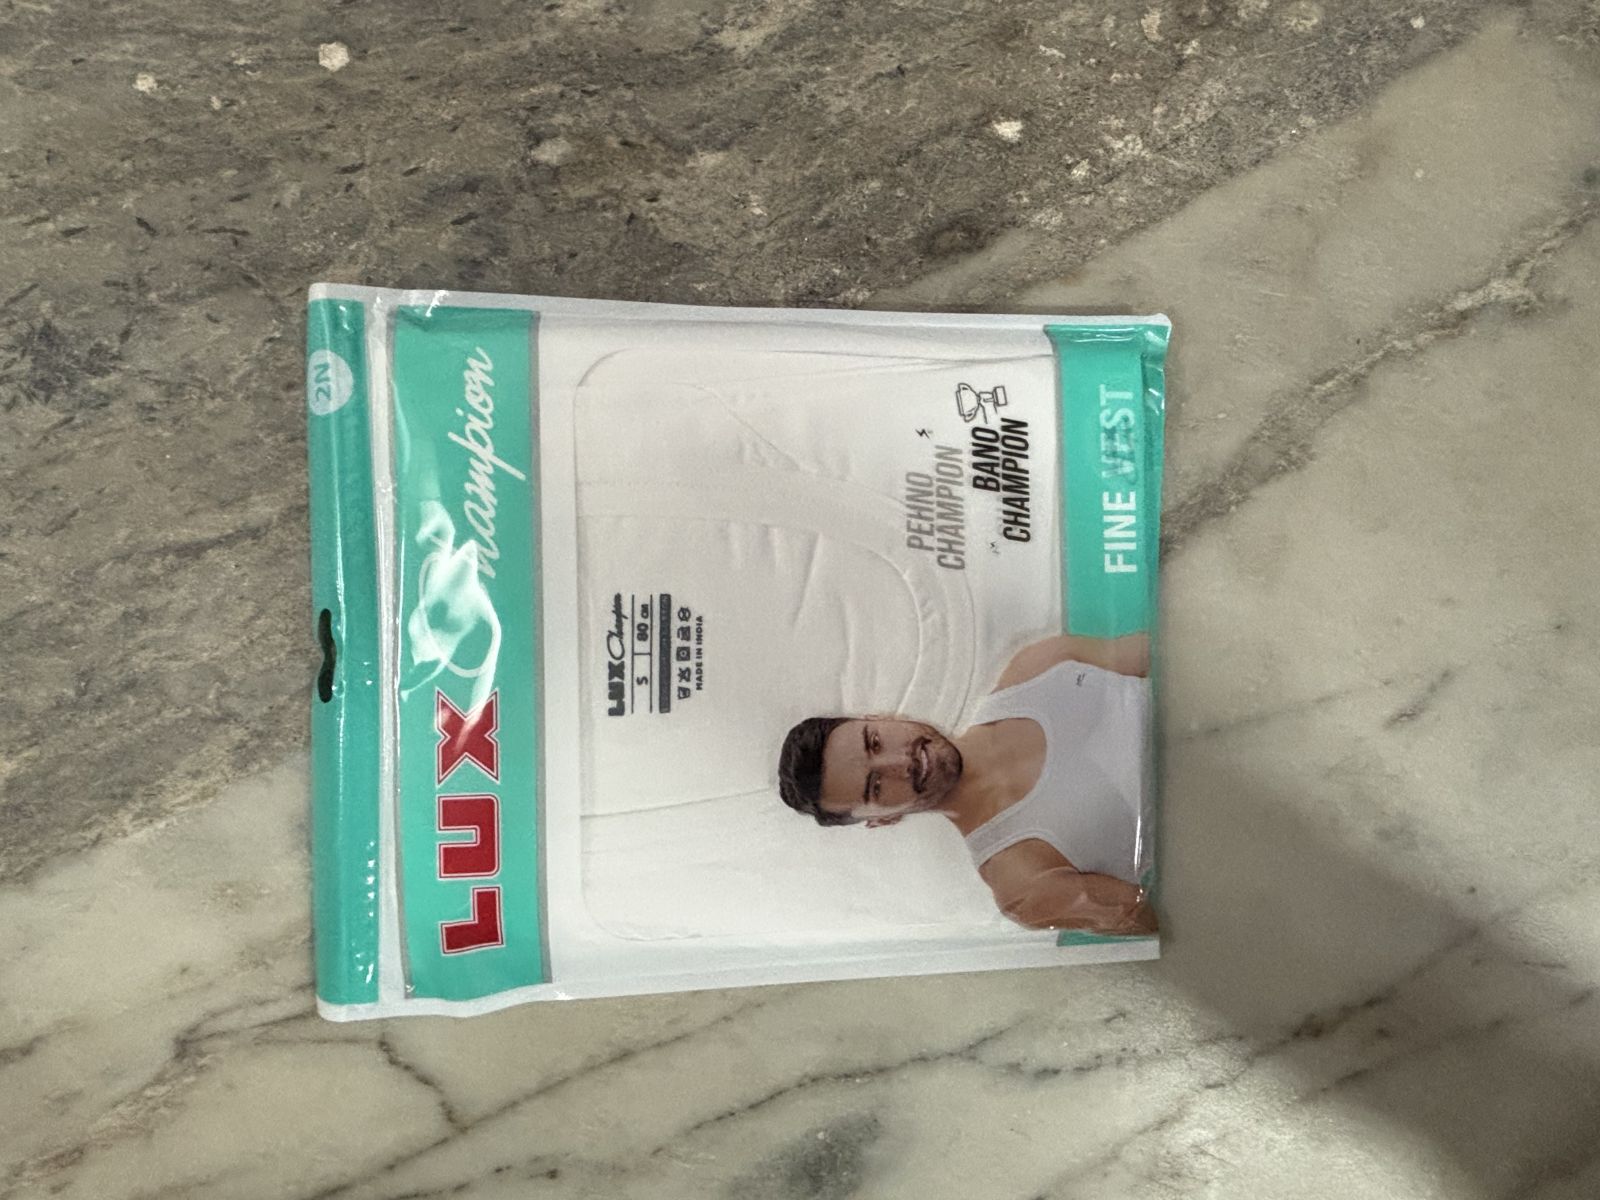 2N
LUX Champion
LUX Champion
S 80 CM
MADE IN INDIA
PEHNO
CHAMPION
BANO
CHAMPION
FINE VEST